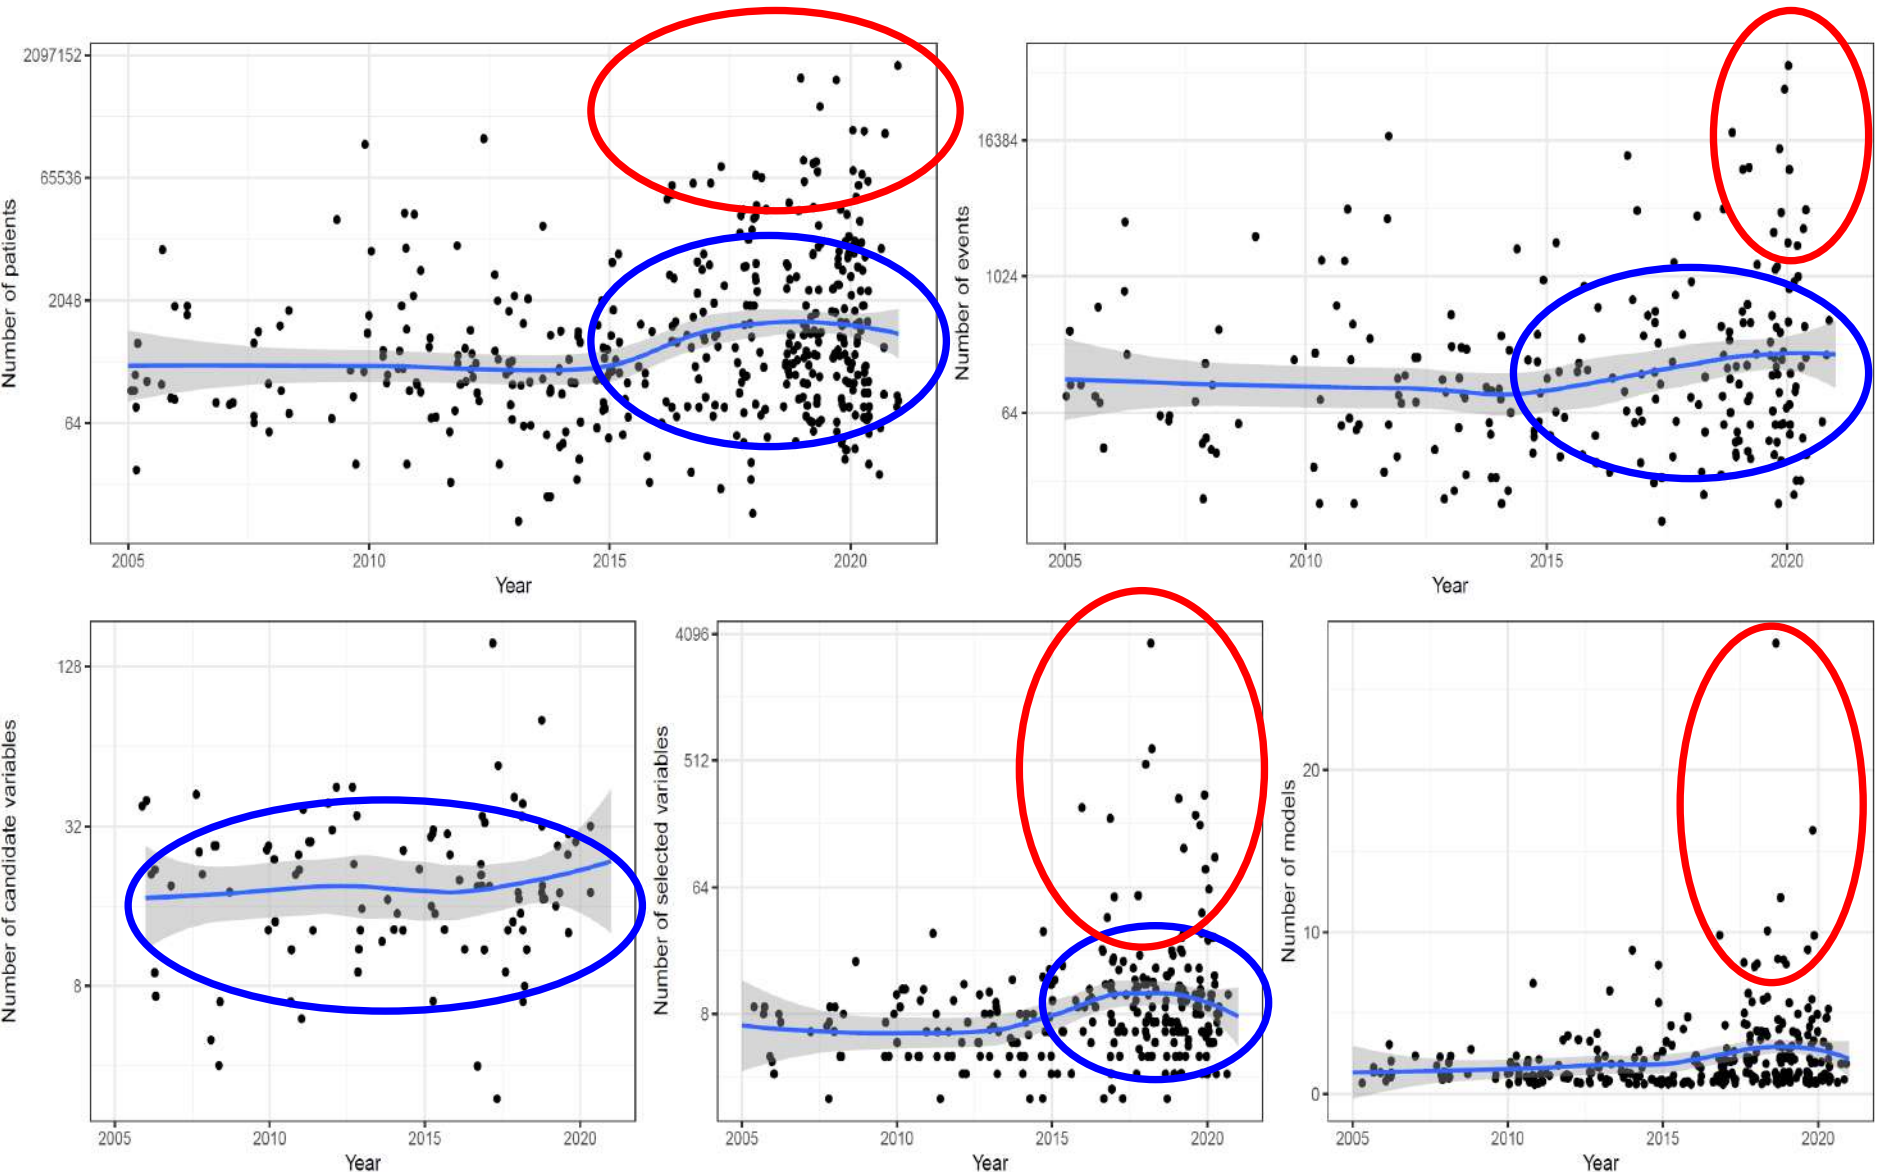 2097152
65536
2048
64
Number of patients
2005 2010 2015 2020
Year
16384
1024
64
Number of events
2005 2010 2015 2020
Year
128
32
8
Number of candidate variables
2005 2010 2015 2020
Year
4096
512
64
8
Number of selected variables
2005 2010 2015 2020
Year
20
10
0
Number of models
2005 2010 2015 2020
Year